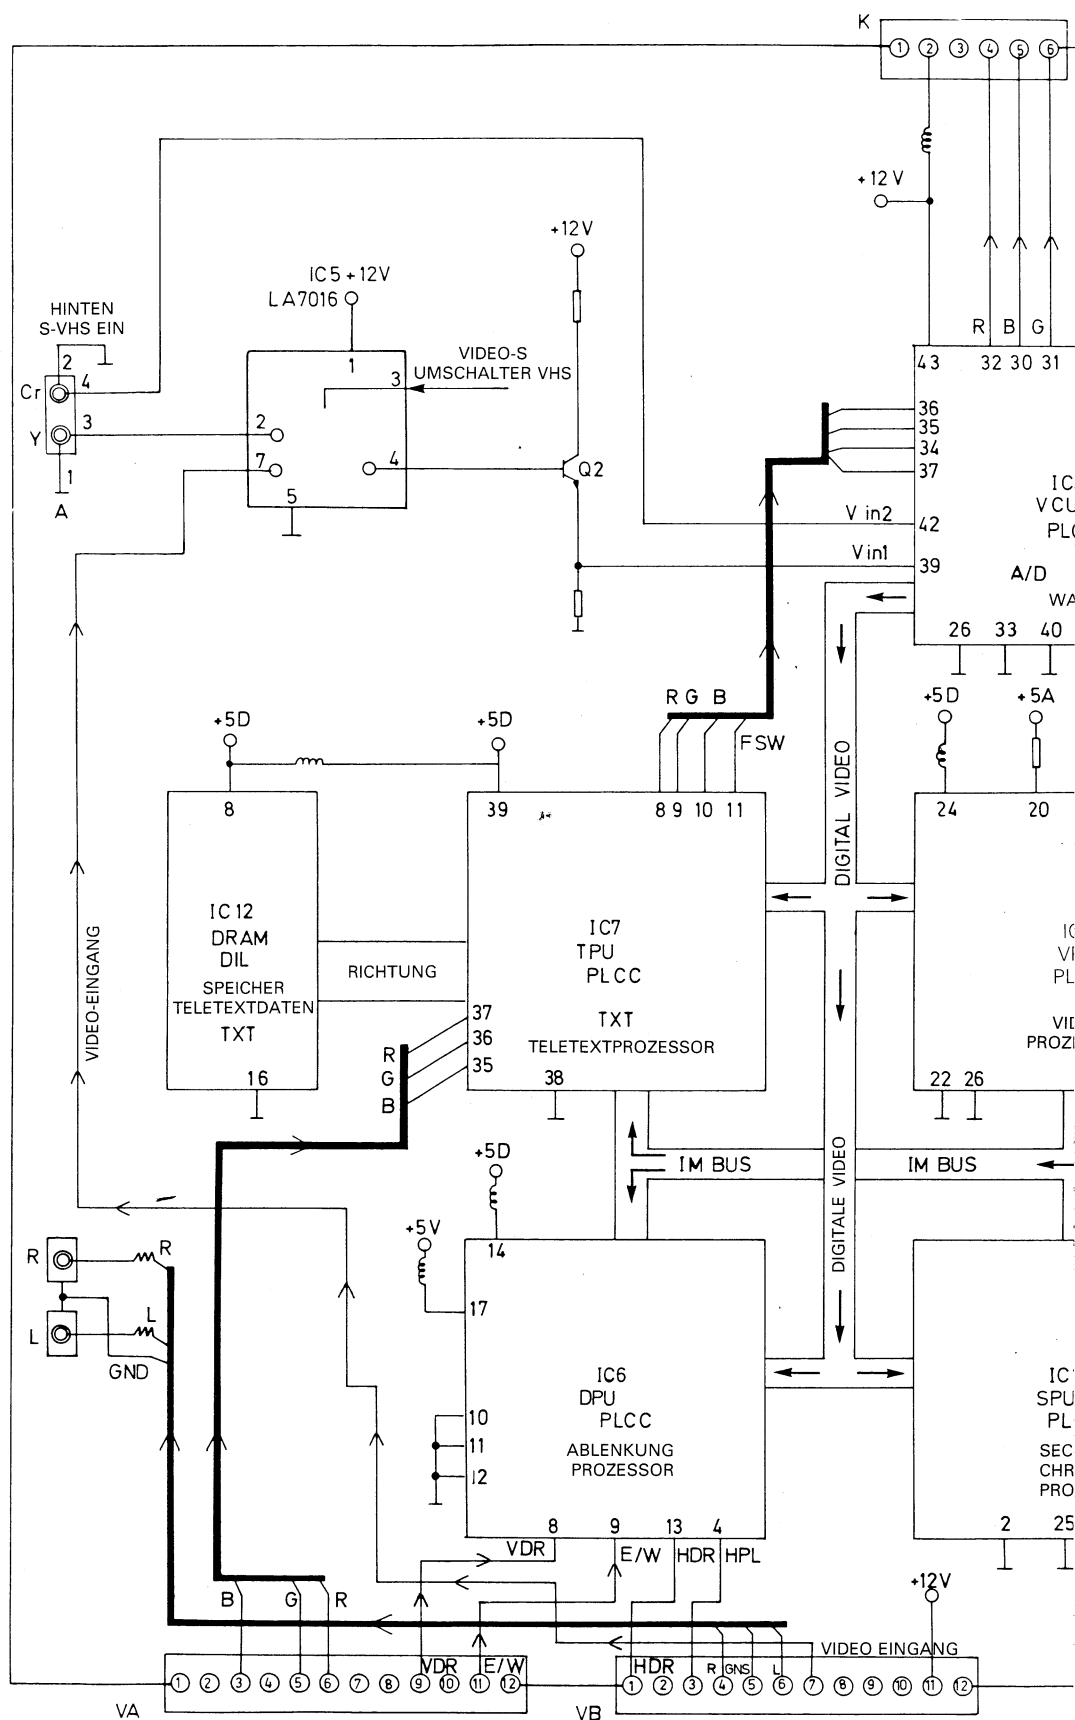 K
1 2 3 4 5 6
+12V
+12V
IC5 +12V
LA7016
HINTEN
S-VHS EIN
R B G
1
VIDEO-S
UMSCHALTER VHS
43 32 30 31
2
4
3
Cr
36
3
2
35
Y
34
7
4
Q2
37
1
5
A
V in2
42
V in1
39
A/D
26 33 40
+5D
+5D
R G B
FSW
+5D
+5A
DIGITAL VIDEO
8
39
8 9 10 11
24
20
IC12
DRAM
DIL
SPEICHER
TELETEXTDATEN
TXT
RICHTUNG
IC7
TPU
PLCC
TXT
TELETEXTPROZESSOR
VIDEO-EINGANG
37
36
35
R
G
B
16
38
22 26
+5D
IM BUS
IM BUS
DIGITALE VIDEO
+5V
14
R
R
17
L
L
GND
IC6
DPU
PLCC
ABLENKUNG
PROZESSOR
10
11
12
SPU
8 9 13 4
2 25
VDR
E/W
HDR
HPL
+12V
B G R
VIDEO EINGANG
VDR
E/W
HDR
R
GNS
L
1 2 3 4 5 6 7 8 9 10 11 12
1 2 3 4 5 6 7 8 9 10 11 12
VA
VB